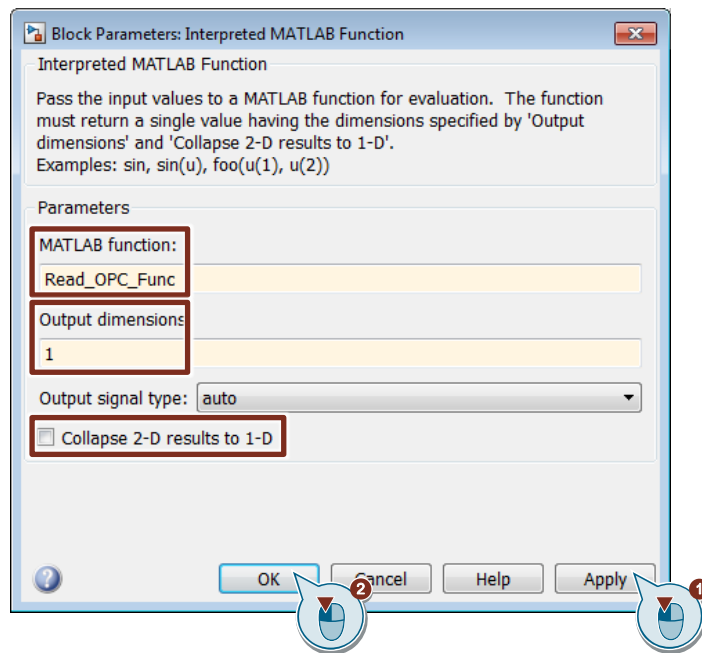 Block Parameters: Interpreted MATLAB Function
Interpreted MATLAB Function
Pass the input values to a MATLAB function for evaluation. The function
must return a single value having the dimensions specified by 'Output
dimensions' and 'Collapse 2-D results to 1-D'.
Examples: sin, sin(u), foo(u(1), u(2))
Parameters
MATLAB function:
Read_OPC_Func
Output dimensions
1
Output signal type: auto
Collapse 2-D results to 1-D
OK Cancel Help Apply
2 1